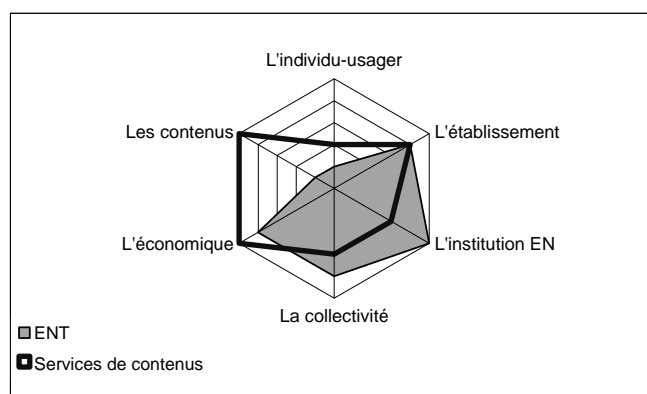 L'individu-usager
Les contenus
L'établissement
L'économique
L'institution EN
La collectivité
ENT
Services de contenus